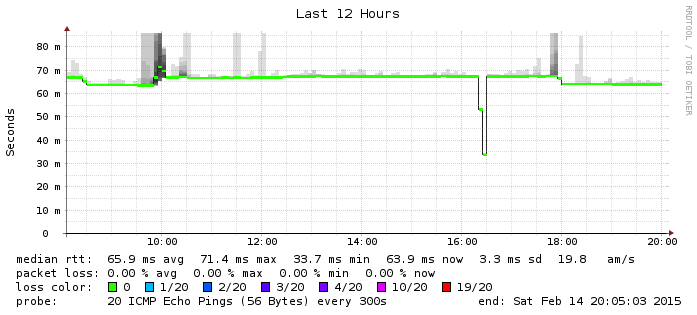 Last 12 Hours
RRDTOOL / TOBI OETIKER
Seconds
80 m
70 m
60 m
50 m
40 m
30 m
20 m
10 m
0
10:00 12:00 14:00 16:00 18:00 20:00
median rtt: 65.9 ms avg 71.4 ms max 33.7 ms min 63.9 ms now 3.3 ms sd 19.8 am/s
packet loss: 0.00 % avg 0.00 % max 0.00 % min 0.00 % now
loss color: 0 1/20 2/20 3/20 4/20 10/20 19/20
probe: 20 ICMP Echo Pings (56 Bytes) every 300s end: Sat Feb 14 20:05:03 2015